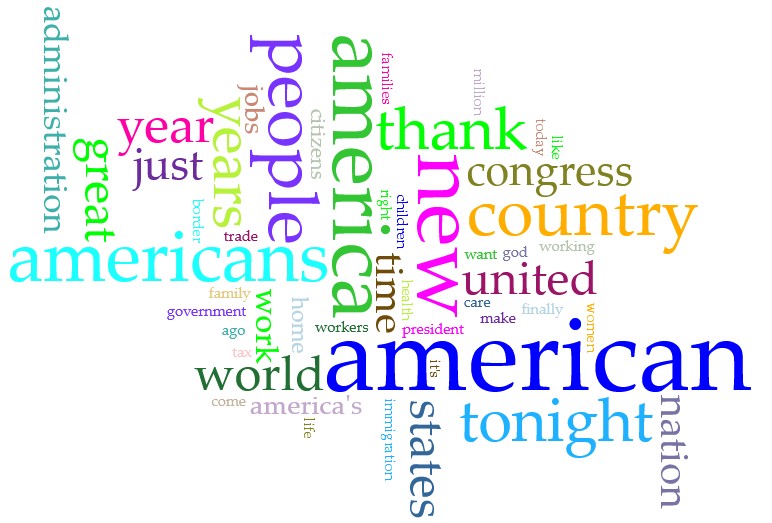 administration
people
america
families
million
jobs
years
year
citizens
thank
today
like
great
just
new
congress
country
right
children
border
trade
americans
time
want
god
working
united
health
care
family
government
work
home
workers
president
make
finally
women
ago
tax
world
american
it's
come
america's
life
immigration
states
tonight
nation